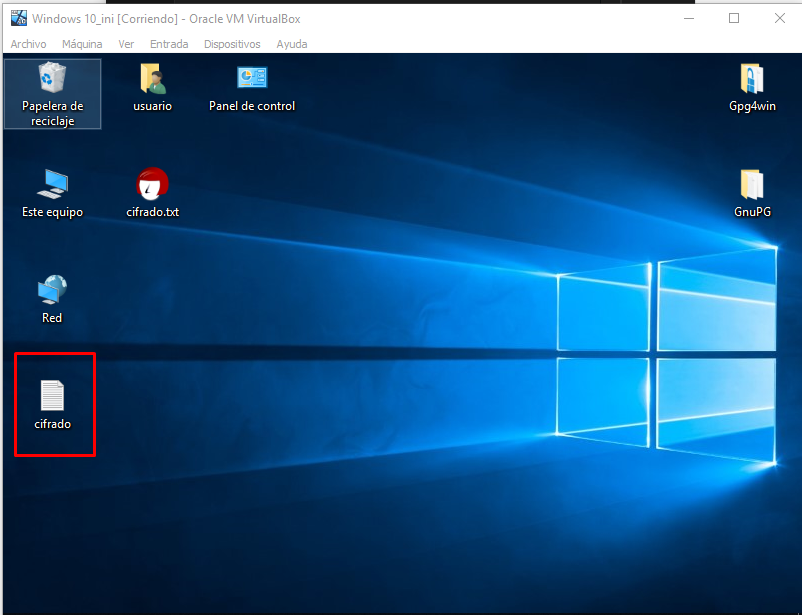 Windows 10_ini [Corriendo] - Oracle VM VirtualBox
Archivo Máquina Ver Entrada Dispositivos Ayuda
Papelera de
reciclaje
usuario
Panel de control
Gpg4win
Este equipo
cifrado.txt
GnuPG
Red
cifrado